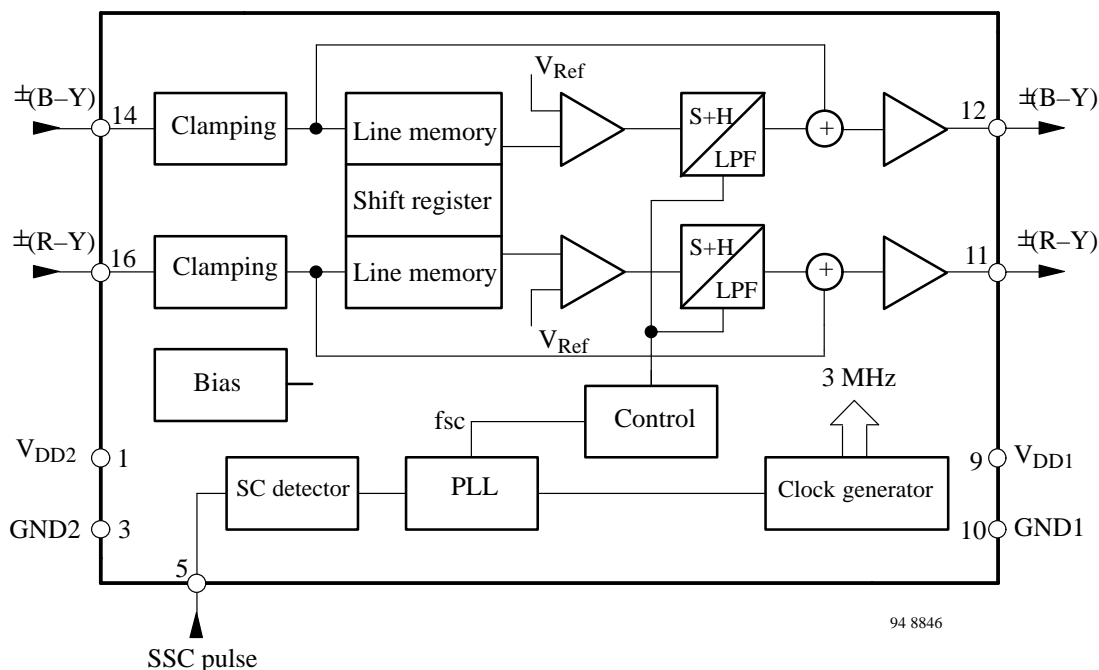 V_Ref
±(B–Y)
14
Clamping
Line memory
S+H
LPF
+
12
±(B–Y)
Shift register
±(R–Y)
16
Clamping
Line memory
S+H
LPF
+
11
±(R–Y)
V_Ref
Bias
3 MHz
fsc
Control
V_DD2
1
SC detector
PLL
Clock generator
9
V_DD1
GND2
3
10
GND1
5
94 8846
SSC pulse